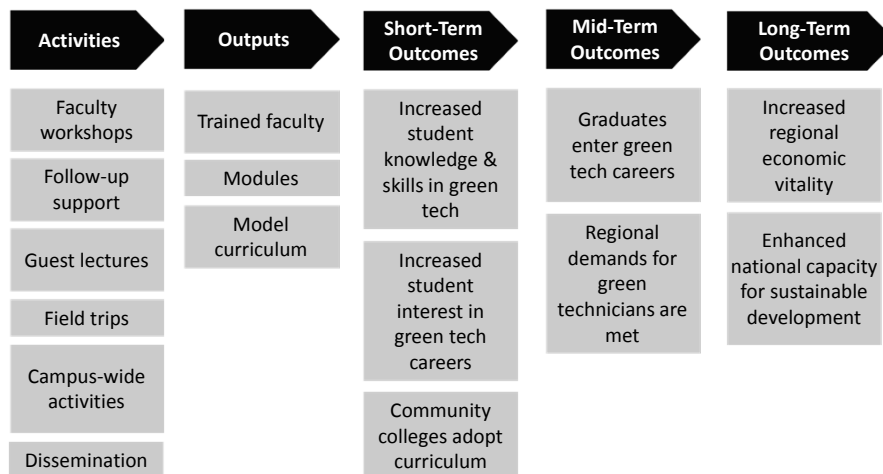 Activities
Faculty
workshops
Follow-up
support
Guest lectures
Field trips
Campus-wide
activities
Dissemination
Outputs
Trained faculty
Modules
Model
curriculum
Short-Term
Outcomes
Increased
student
knowledge &
skills in green
tech
Increased
student
interest in
green tech
careers
Community
colleges adopt
curriculum
Mid-Term
Outcomes
Graduates
enter green
tech careers
Regional
demands for
green
technicians are
met
Long-Term
Outcomes
Increased
regional
economic
vitality
Enhanced
national capacity
for sustainable
development